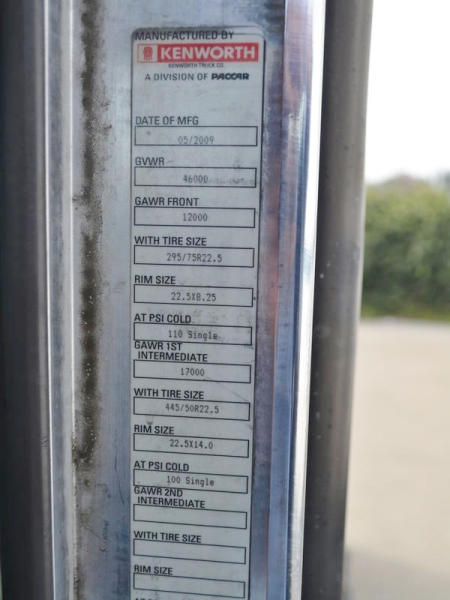 MANUFACTURED BY
KENWORTH
KENWORTH TRUCK CO.
A DIVISION OF PACCAR
DATE OF MFG
05/2009
GVWR
46000
GAWR FRONT
12000
WITH TIRE SIZE
295/75R22.5
RIM SIZE
22.5X8.25
AT PSI COLD
110 Single
GAWR 1ST
INTERMEDIATE
17000
WITH TIRE SIZE
445/50R22.5
RIM SIZE
22.5X14.0
AT PSI COLD
100 Single
GAWR 2ND
INTERMEDIATE
WITH TIRE SIZE
RIM SIZE